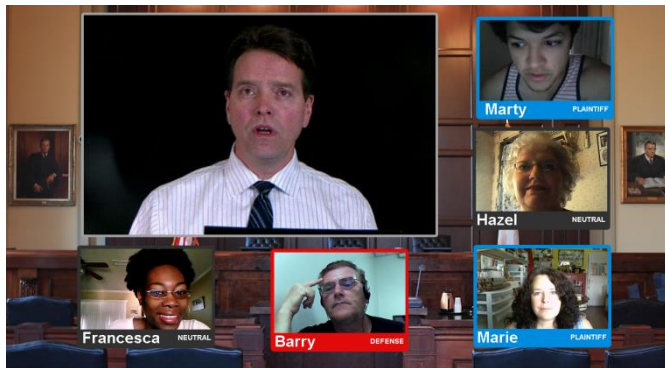 Marty PLAINTIFF
Hazel NEUTRAL
Francesca NEUTRAL
Barry DEFENSE
Marie PLAINTIFF